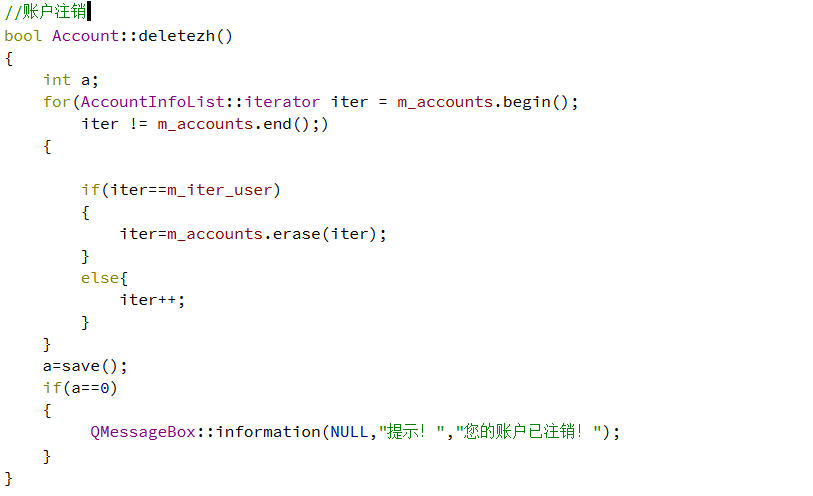 //账户注销
bool Account::deletezh()
{
    int a;
    for(AccountInfoList::iterator iter = m_accounts.begin();
        iter != m_accounts.end();)
    {
        if(iter==m_iter_user)
        {
            iter=m_accounts.erase(iter);
        }
        else{
            iter++;
        }
    }
    a=save();
    if(a==0)
    {
         QMessageBox::information(NULL,"提示！","您的账户已注销！");
    }
}